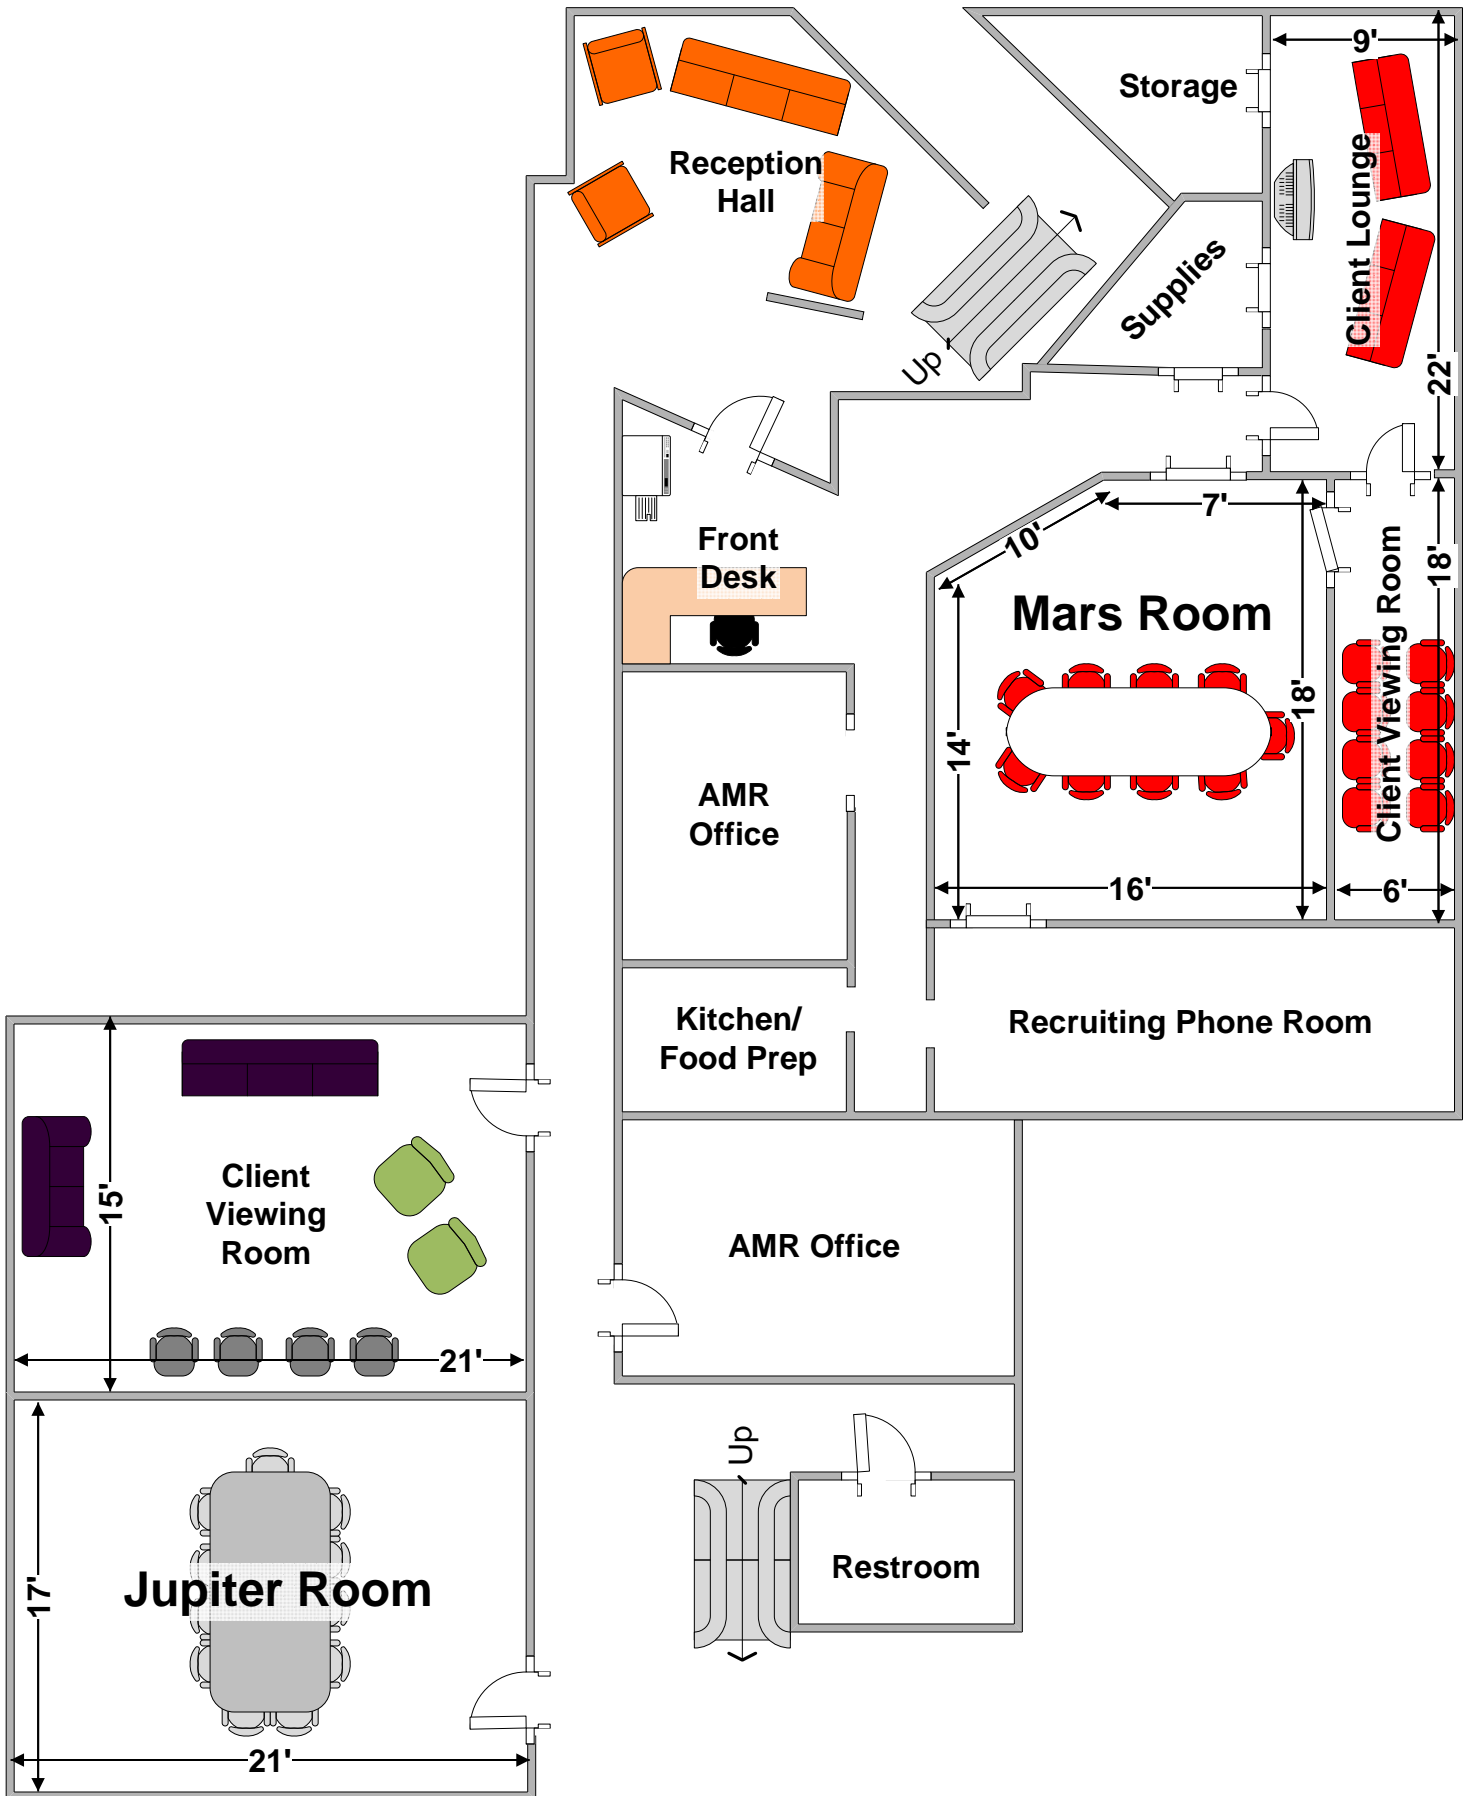 9'
Storage
Reception
Hall
Client Lounge
Supplies
Up
22'
7'
10'
Front
Desk
18'
Mars Room
Client Viewing Room
18'
14'
AMR
Office
16'
6'
Kitchen/
Food Prep
Recruiting Phone Room
Client
Viewing
Room
15'
AMR Office
21'
Up
Jupiter Room
17'
Restroom
21'